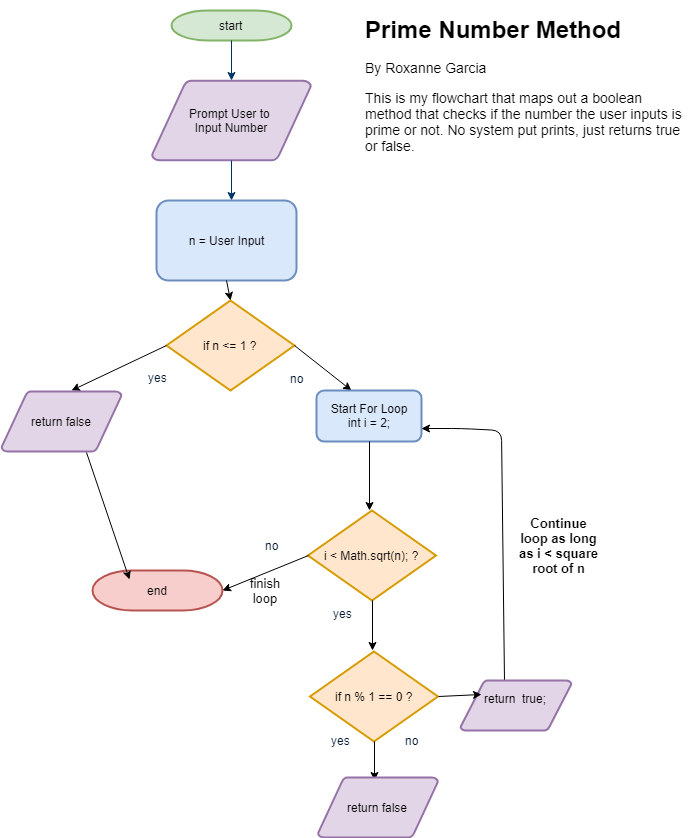 start
Prime Number Method
By Roxanne Garcia
This is my flowchart that maps out a boolean
method that checks if the number the user inputs is
prime or not. No system put prints, just returns true
or false.
Prompt User to
Input Number
n = User Input
if n <= 1 ?
yes
no
return false
Start For Loop
int i = 2;
Continue
loop as long
as i < square
root of n
no
i < Math.sqrt(n); ?
finish
loop
end
yes
if n % 1 == 0 ?
return  true;
yes
no
return false